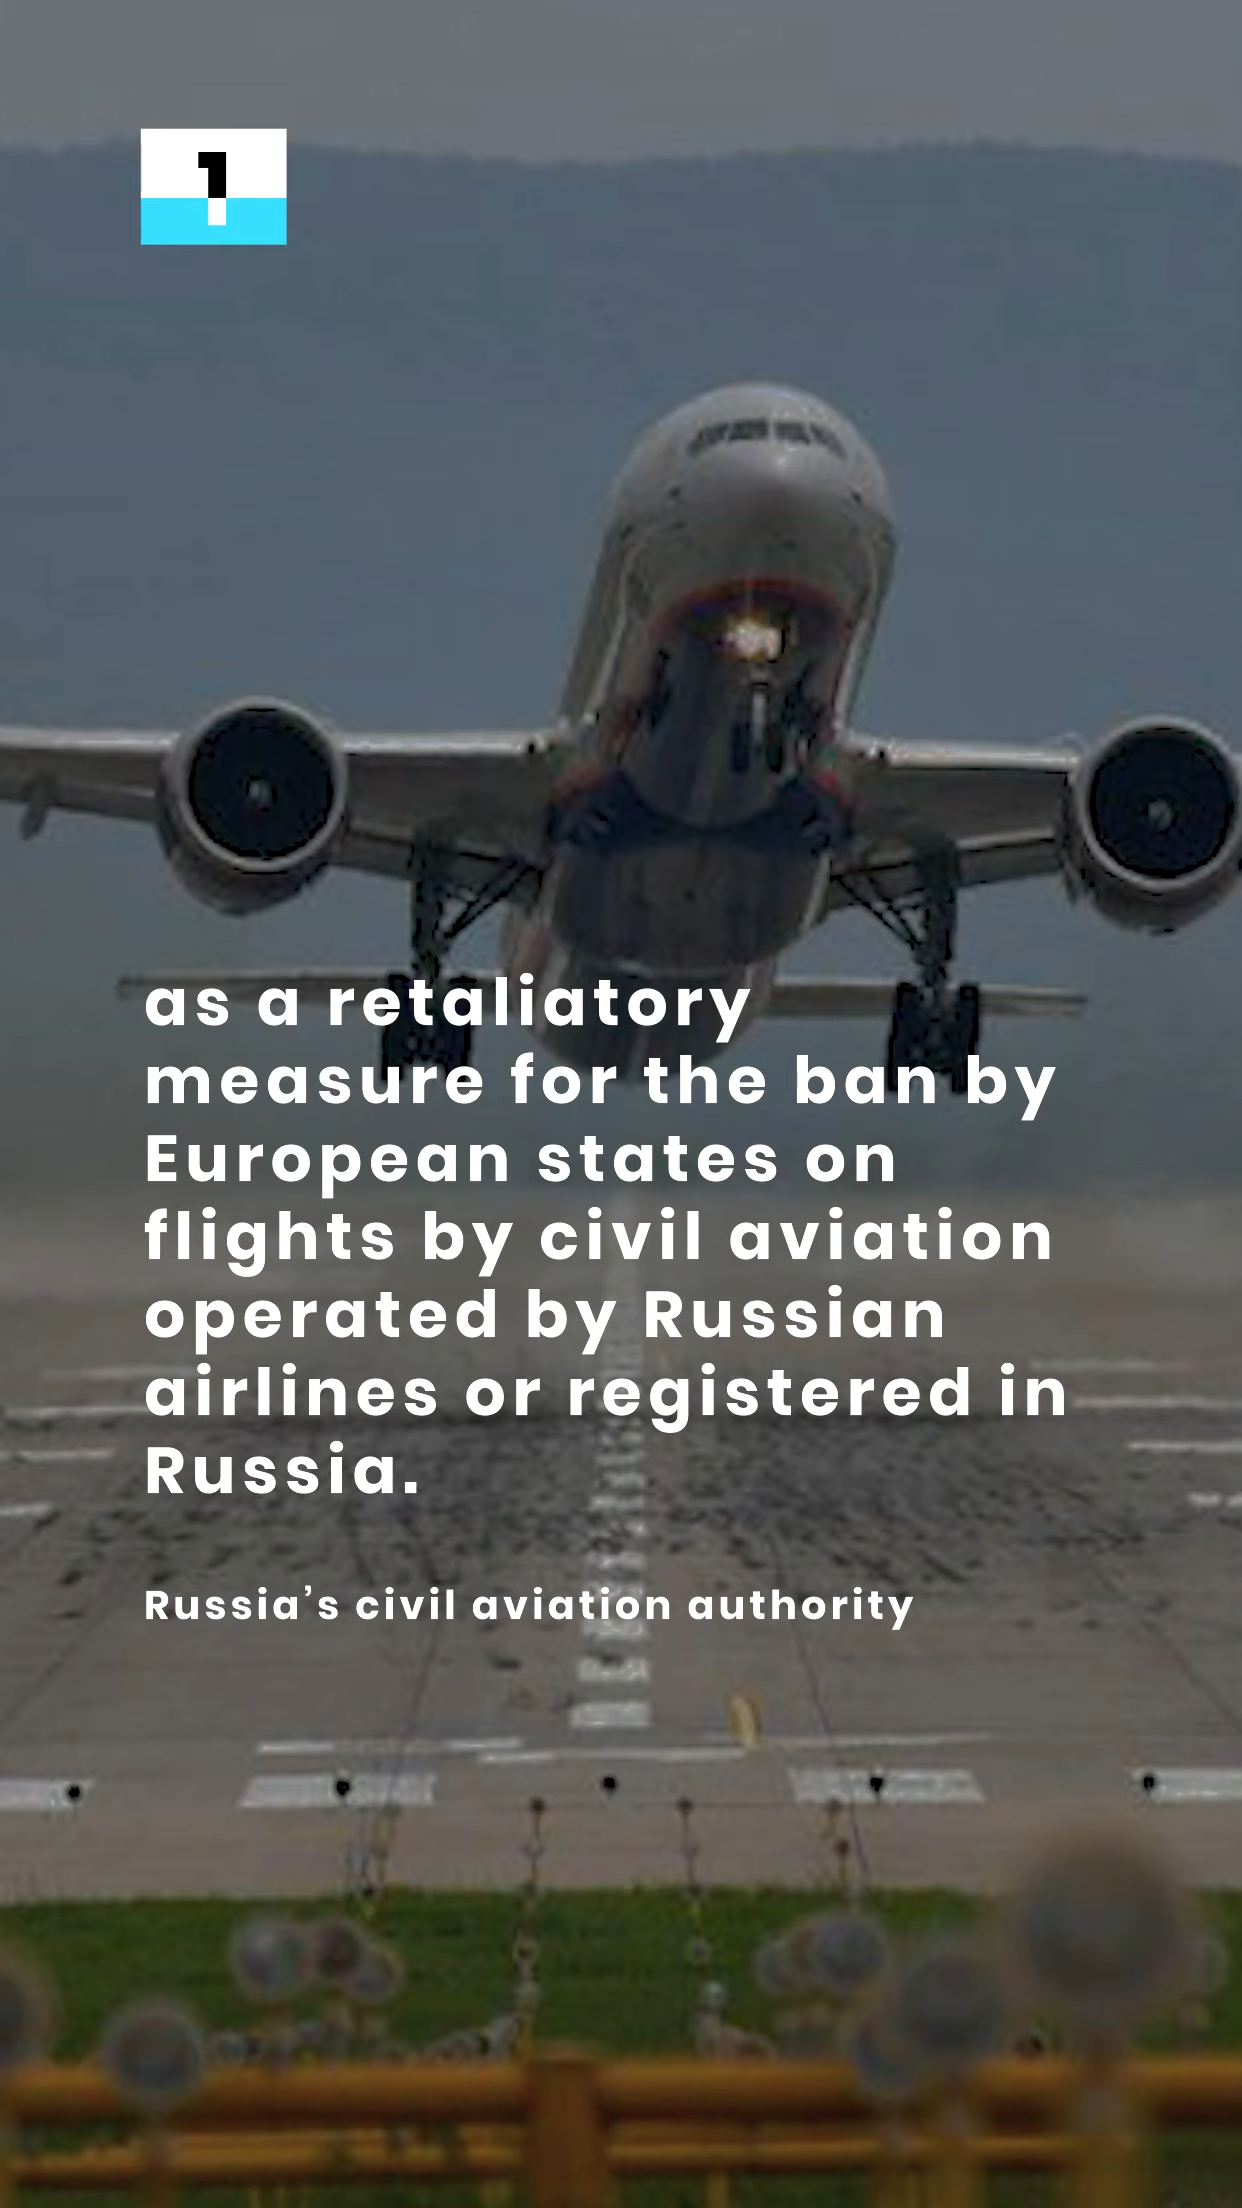 1
as a retaliatory
measure for the ban by
European states on
flights by civil aviation
operated by Russian
airlines or registered in
Russia.
Russia’s civil aviation authority